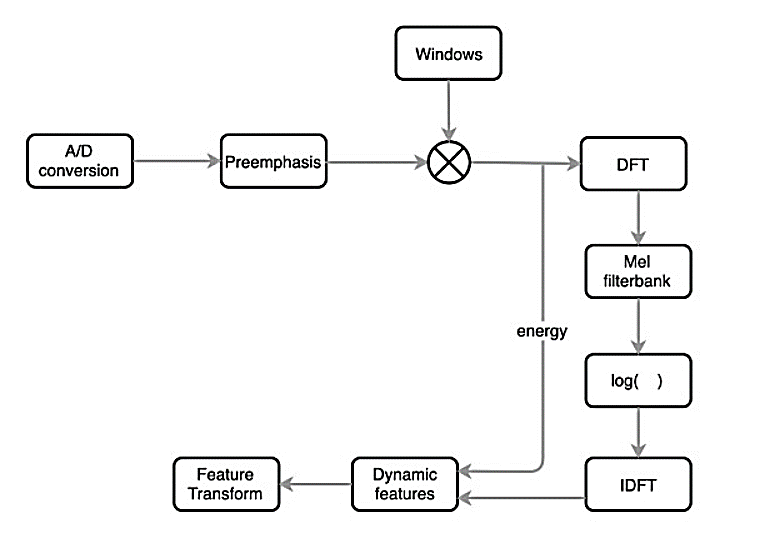 Windows
A/D
conversion
Preemphasis
DFT
Mel
filterbank
energy
log( )
Feature
Transform
Dynamic
features
IDFT